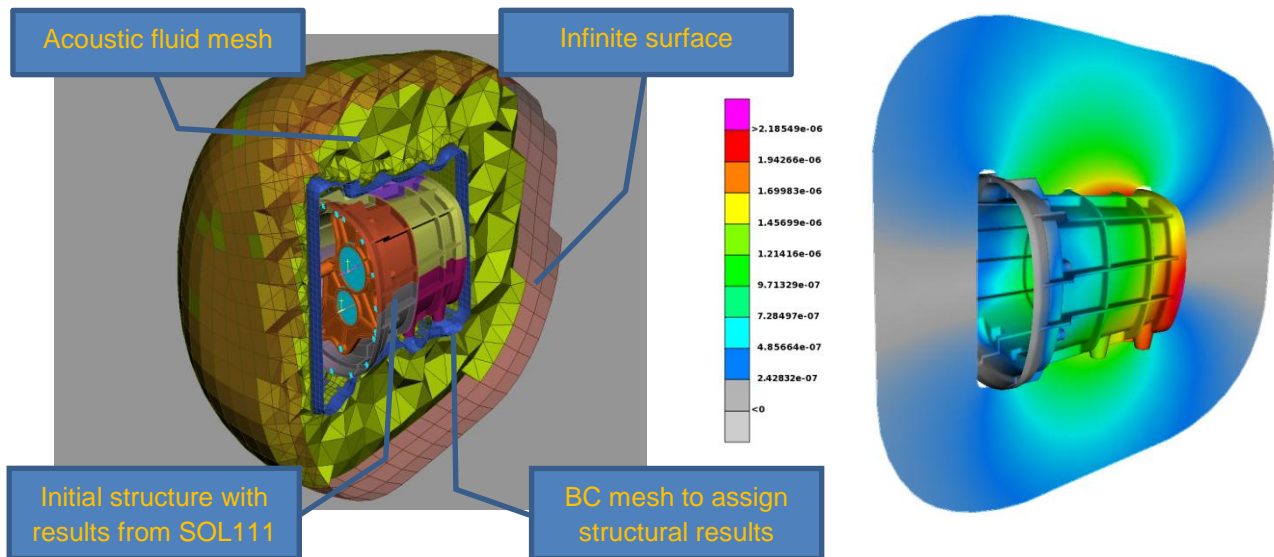 Acoustic fluid mesh
Infinite surface
>2.18549e-06
1.94266e-06
1.69983e-06
1.45699e-06
1.21416e-06
9.71329e-07
7.28497e-07
4.85664e-07
2.42832e-07
<0
Initial structure with
results from SOL111
BC mesh to assign
structural results